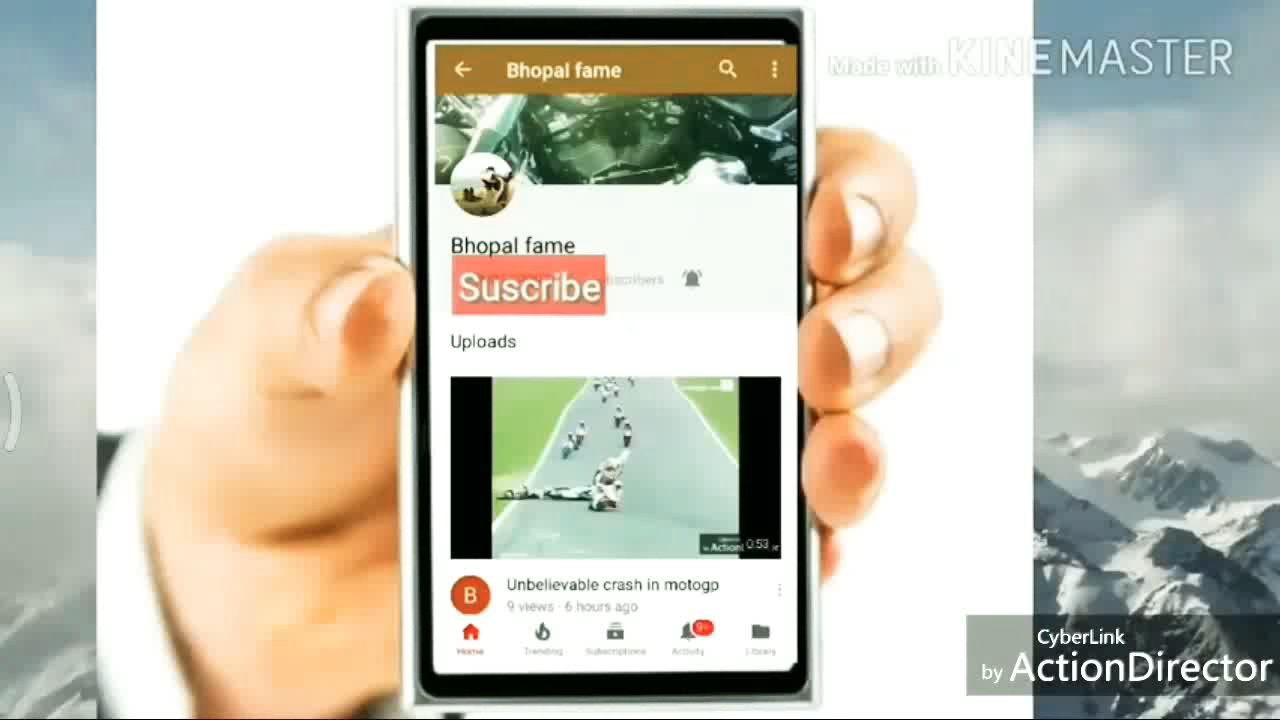 Made with KINEMASTER
Bhopal fame
Bhopal fame
Suscribe
Uploads
0:53
Unbelievable crash in motogp
B
9 views · 6 hours ago
9+
Home
Trending
Subscriptions
Activity
Library
CyberLink
by ActionDirector